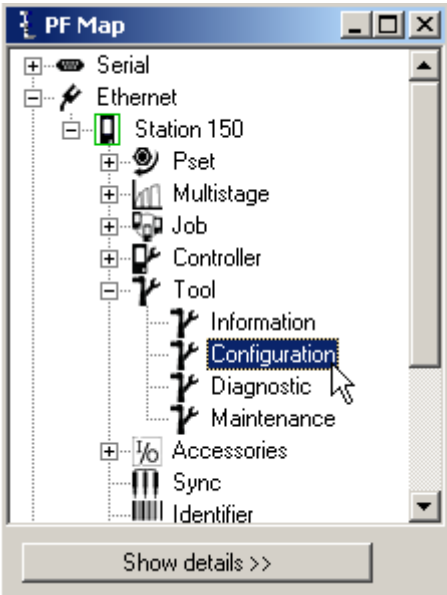 PF Map
Serial
Ethernet
Station 150
Pset
Multistage
Job
Controller
Tool
Information
Configuration
Diagnostic
Maintenance
I/o Accessories
Sync
Identifier
Show details >>